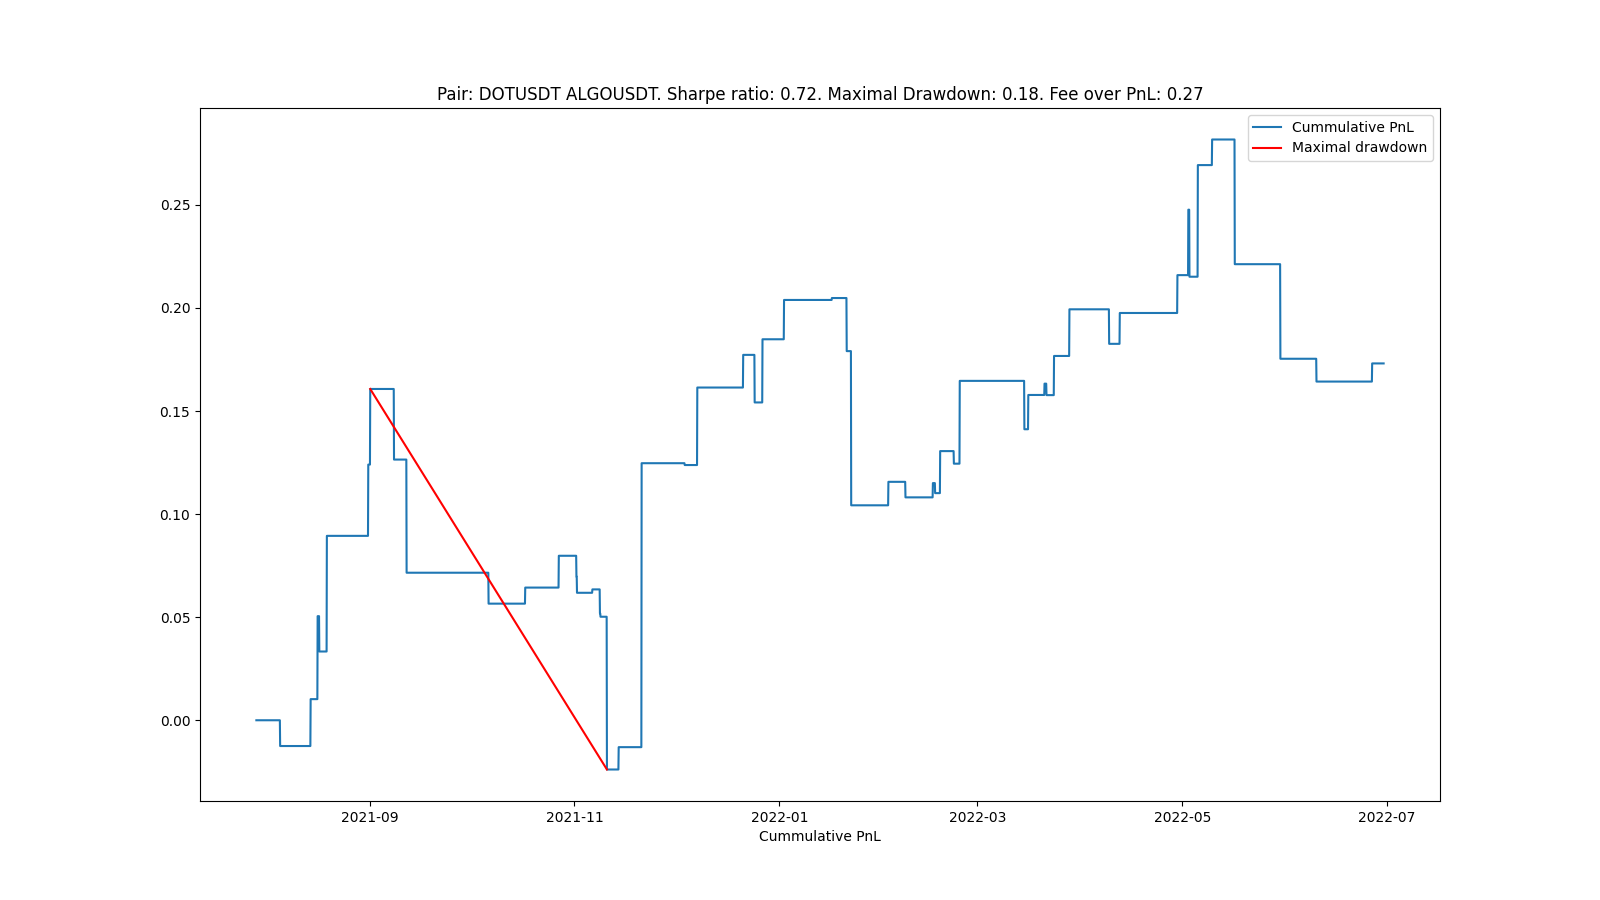 Pair: DOTUSDT ALGOUSDT. Sharpe ratio: 0.72. Maximal Drawdown: 0.18. Fee over PnL: 0.27
Cummulative PnL
Maximal drawdown
0.25
0.20
0.15
0.10
0.05
0.00
2021-09 2021-11 2022-01 2022-03 2022-05 2022-07
Cummulative PnL